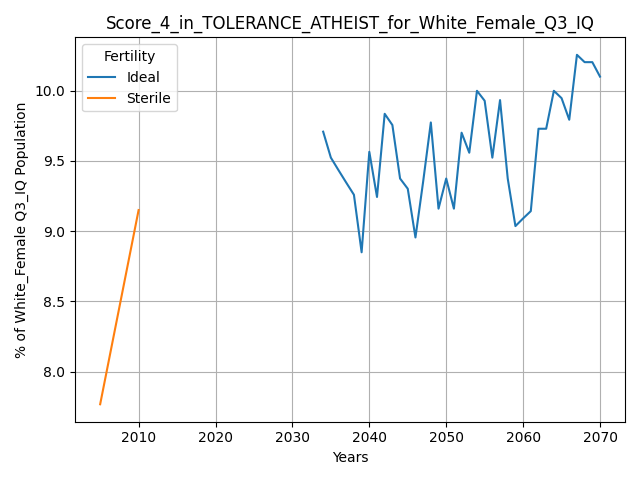 Score_4_in_TOLERANCE_ATHEIST_for_White_Female_Q3_IQ
Fertility
Ideal
Sterile
% of White_Female Q3_IQ Population
10.0
9.5
9.0
8.5
8.0
2010 2020 2030 2040 2050 2060 2070
Years